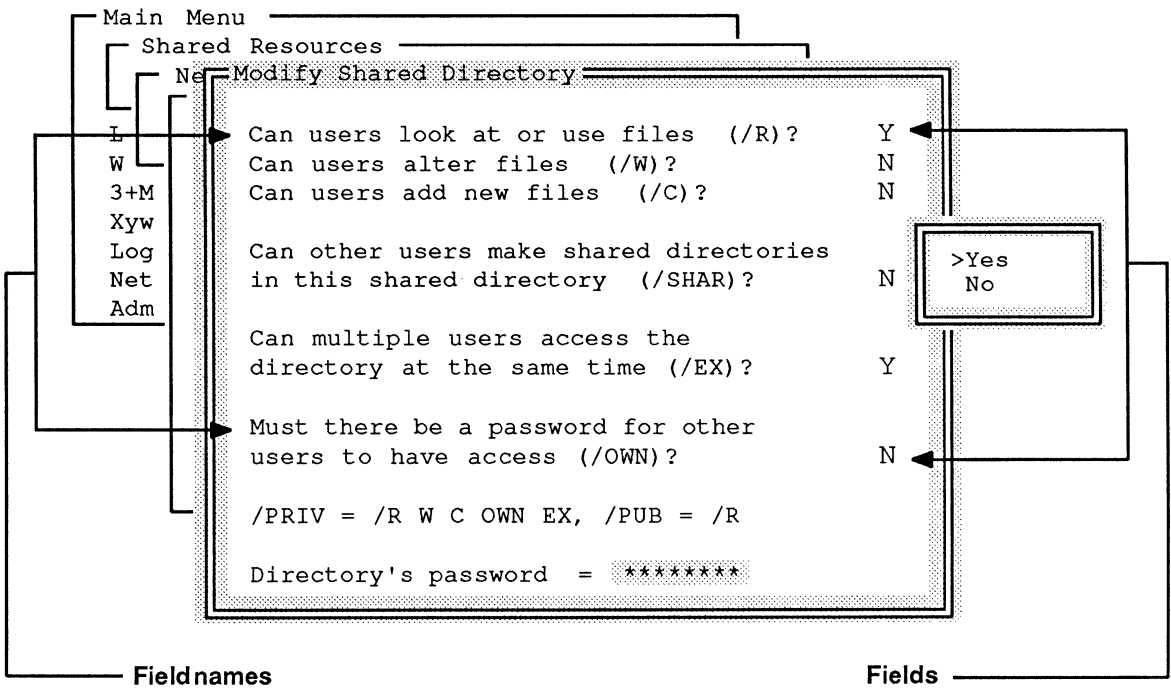 Main Menu
Shared Resources
Ne
Modify Shared Directory
L
W
3+M
Xyw
Log
Net
Adm
Can users look at or use files (/R)? Y
Can users alter files (/W)? N
Can users add new files (/C)? N
Can other users make shared directories
in this shared directory (/SHAR)? N
>Yes
No
Can multiple users access the
directory at the same time (/EX)? Y
Must there be a password for other
users to have access (/OWN)? N
/PRIV = /R W C OWN EX, /PUB = /R
Directory's password = ********
Fieldnames
Fields